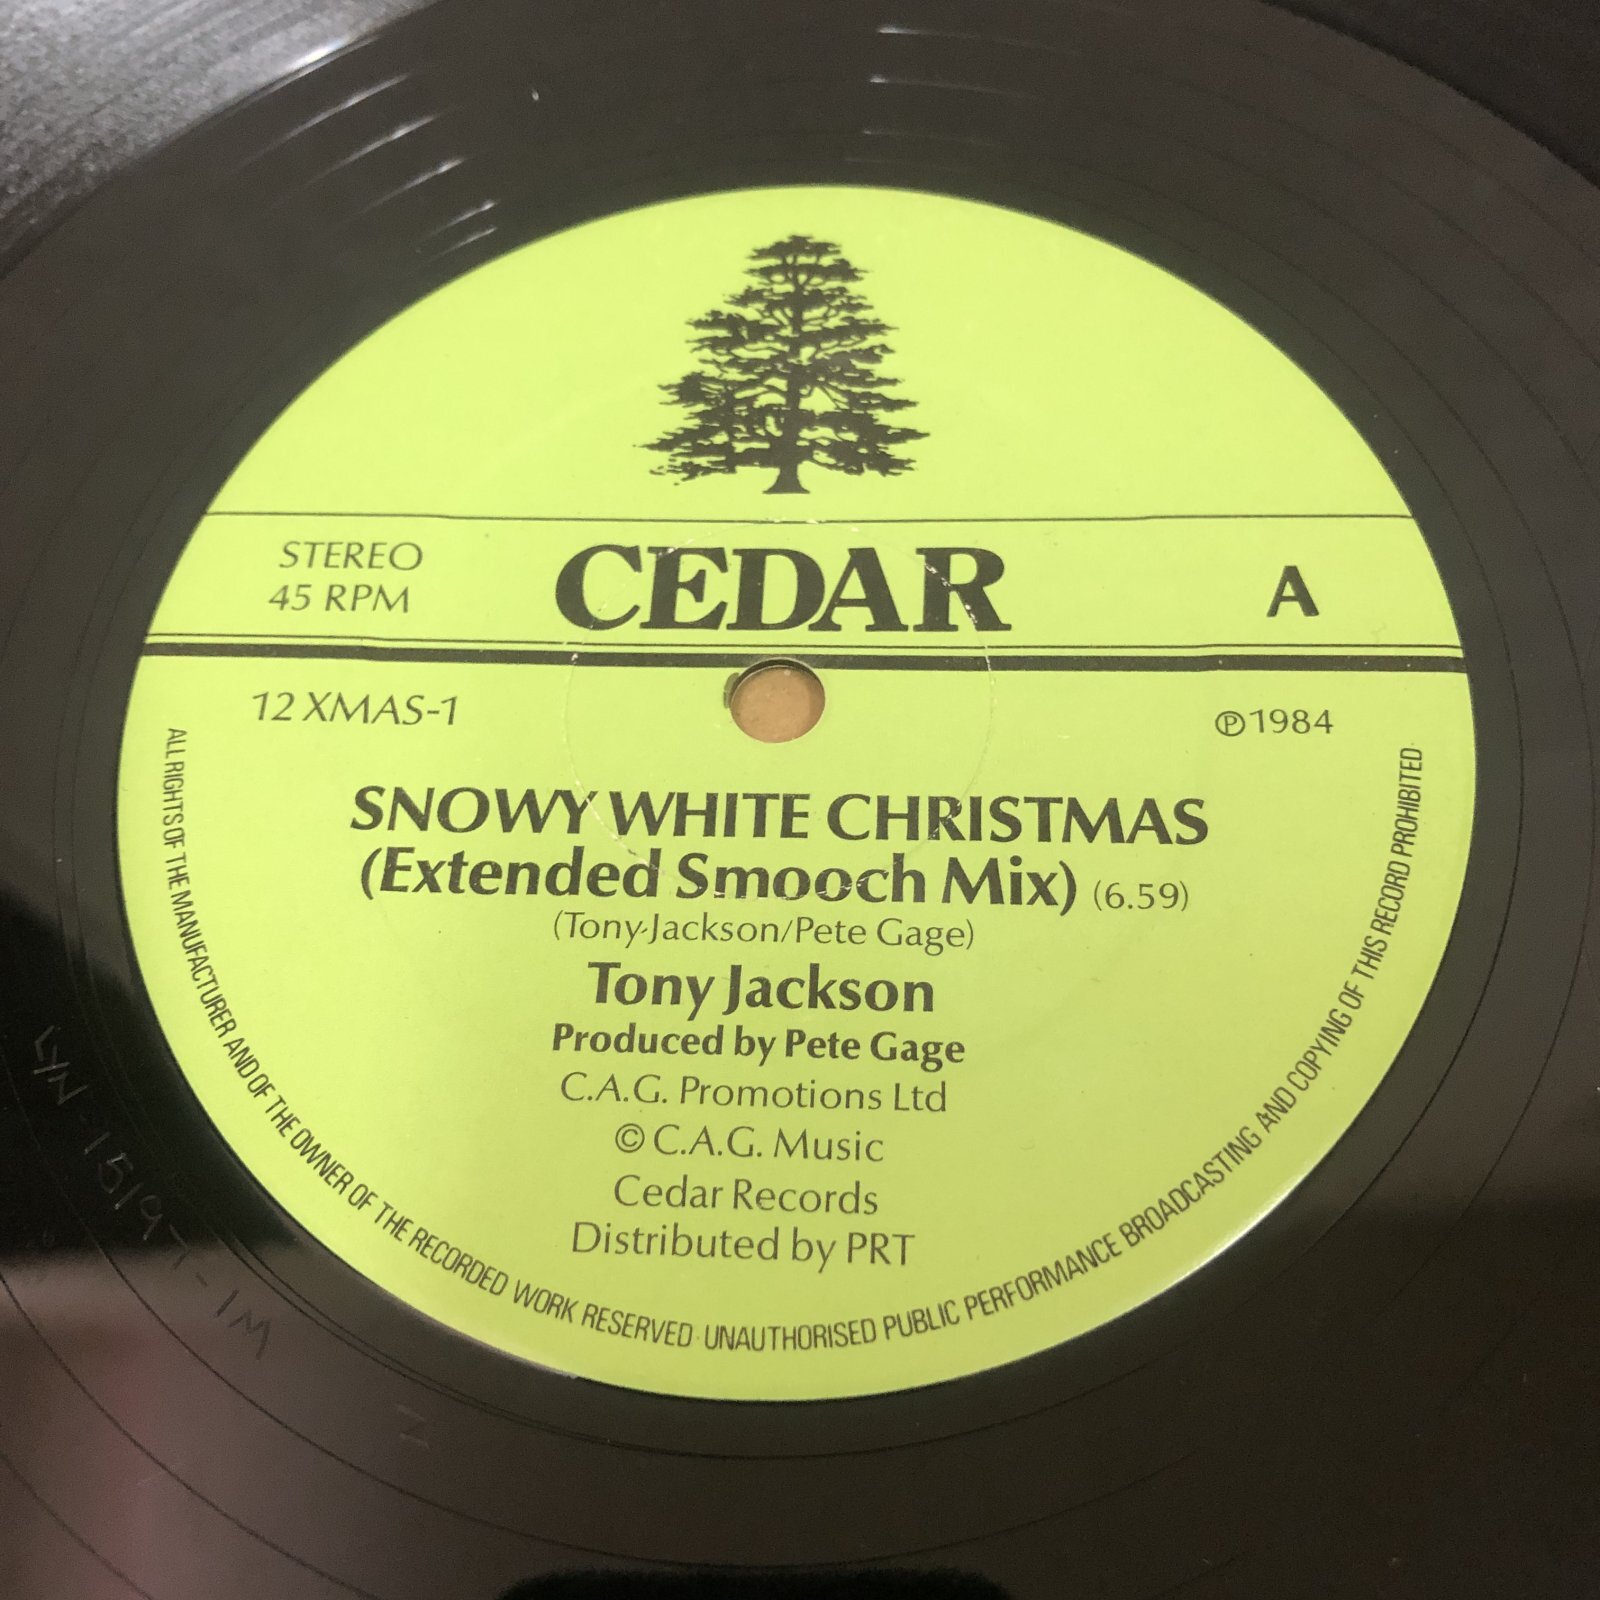 STEREO
45 RPM
CEDAR
A
12 XMAS-1
℗1984
SNOWY WHITE CHRISTMAS
(Extended Smooch Mix) (6.59)
(Tony Jackson/Pete Gage)
Tony Jackson
Produced by Pete Gage
C.A.G. Promotions Ltd
© C.A.G. Music
Cedar Records
Distributed by PRT
ALL RIGHTS OF THE MANUFACTURER AND OF THE OWNER OF THE RECORDED WORK RESERVED · UNAUTHORISED PUBLIC PERFORMANCE BROADCASTING AND COPYING OF THIS RECORD PROHIBITED
LYN-15197-1M